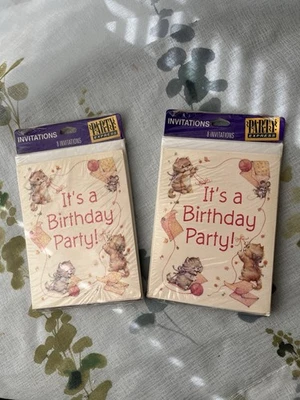 INVITATIONS
8 INVITATIONS
PARTY
EXPRESS
It's a
Birthday
Party!
INVITATIONS
8 INVITATIONS
PARTY
EXPRESS
It's a
Birthday
Party!